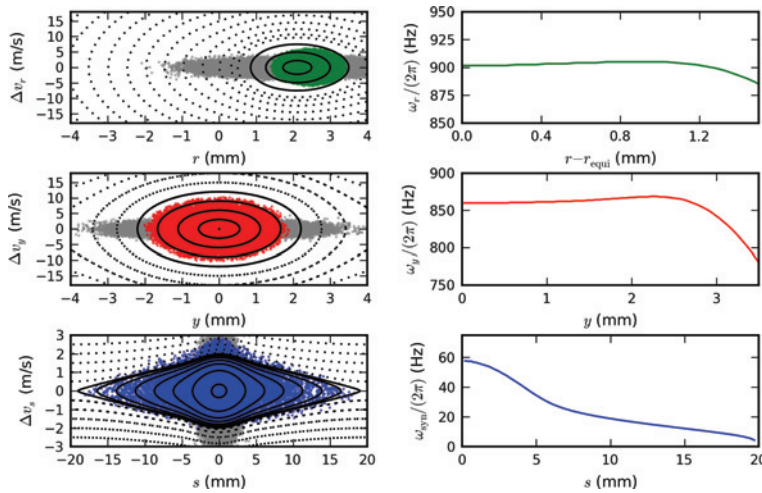 15
10
5
0
−5
−10
−15
Δv_r (m/s)
−4 −3 −2 −1 0 1 2 3 4
r (mm)
950
900
850
ω_r/(2π) (Hz)
0.0 0.4 0.8 1.2
r−r_equi (mm)
15
10
5
0
−5
−10
−15
Δv_y (m/s)
−4 −3 −2 −1 0 1 2 3 4
y (mm)
900
850
800
750
ω_y/(2π) (Hz)
0 1 2 3
y (mm)
3
2
1
0
−1
−2
−3
Δv_s (m/s)
−20 −15 −10 −5 0 5 10 15 20
s (mm)
60
40
20
0
ω_syn/(2π) (Hz)
0 5 10 15 20
s (mm)